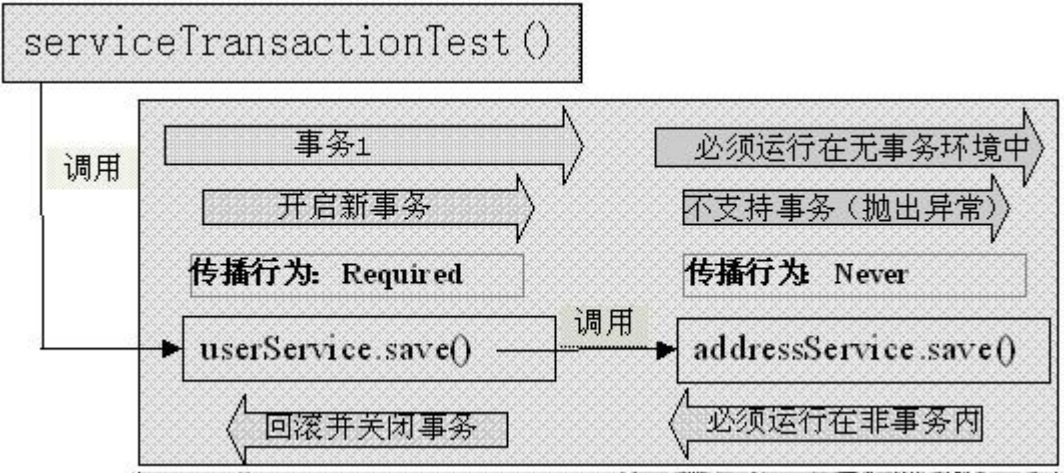 serviceTransactionTest()
调用
事务1
必须运行在无事务环境中
开启新事务
不支持事务（抛出异常）
传播行为：Required
传播行为：Never
调用
userService.save()
addressService.save()
回滚并关闭事务
必须运行在非事务内